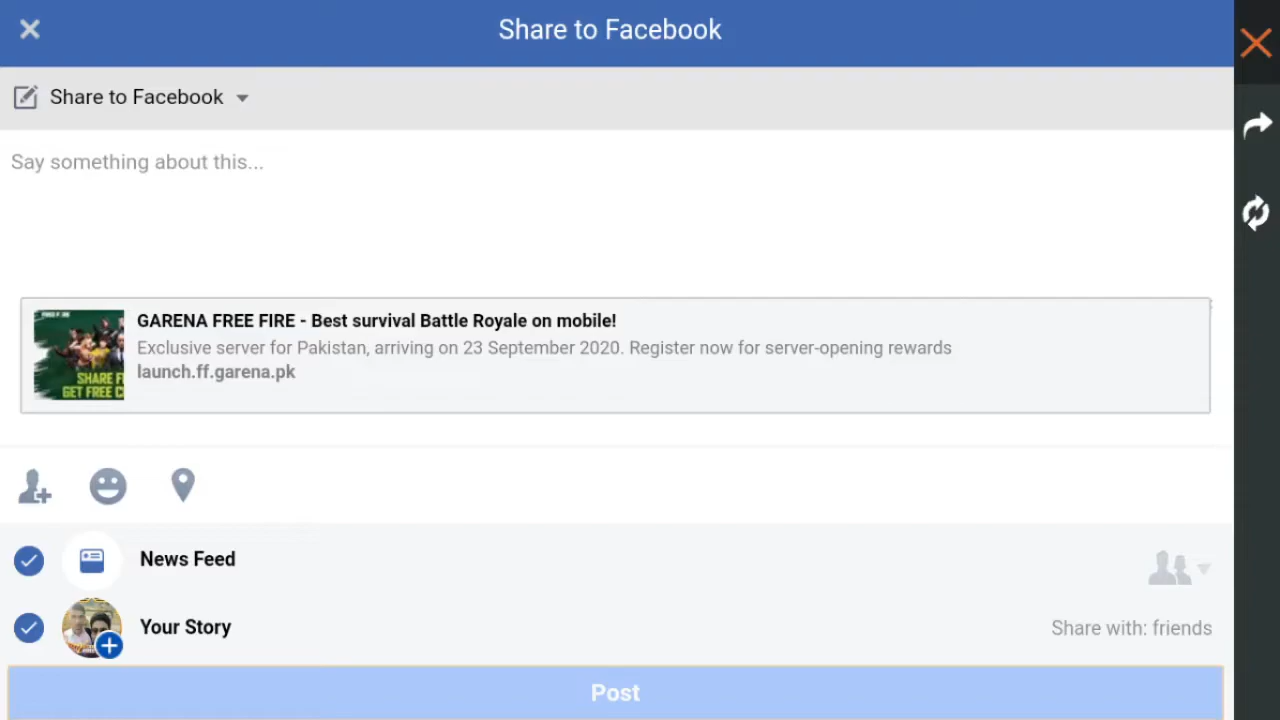 Share to Facebook
Share to Facebook
Say something about this...
GARENA FREE FIRE - Best survival Battle Royale on mobile!
Exclusive server for Pakistan, arriving on 23 September 2020. Register now for server-opening rewards
launch.ff.garena.pk
SHARE
GET FREE
News Feed
Your Story
Share with: friends
Post